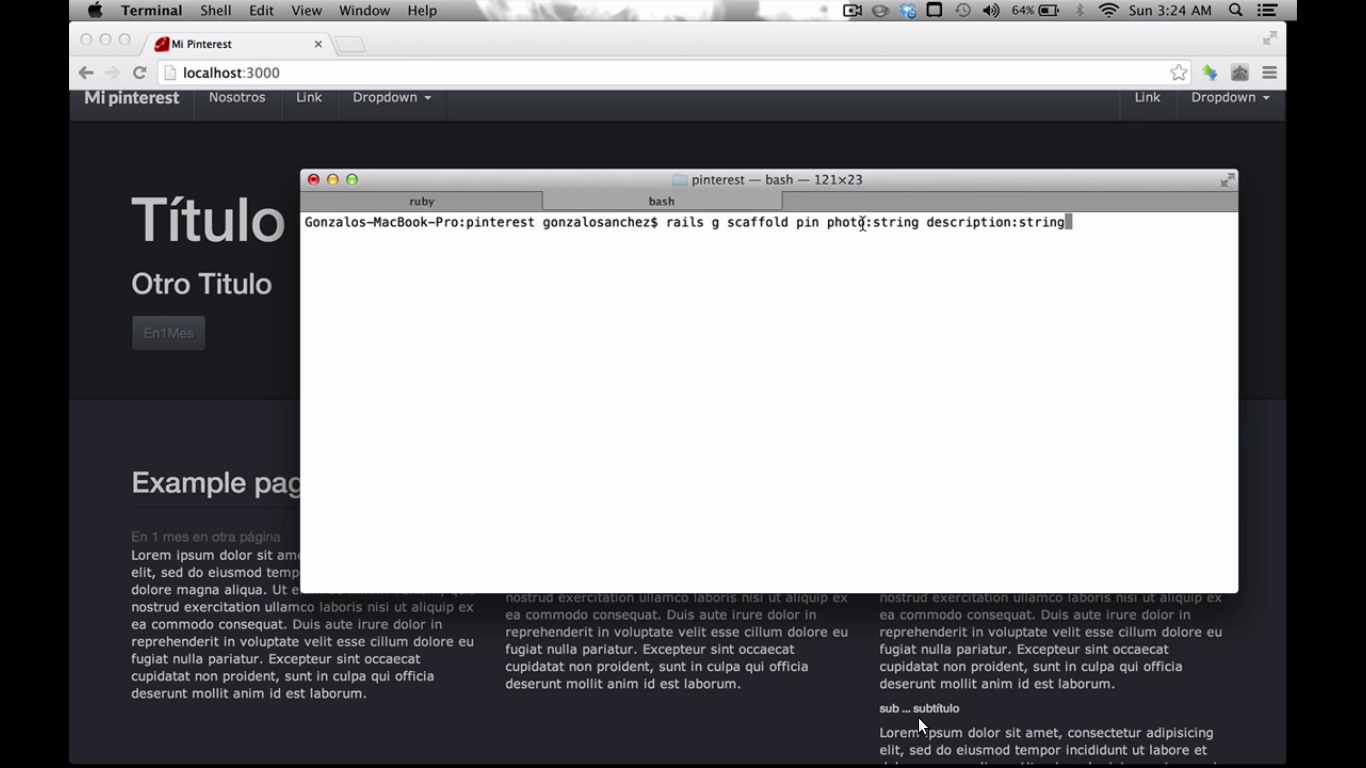 Terminal Shell Edit View Window Help 64% Sun 3:24 AM
Mi Pinterest
localhost:3000
Mi pinterest Nosotros Link Dropdown Link Dropdown
pinterest — bash — 121×23
ruby bash
Gonzalos-MacBook-Pro:pinterest gonzalosanchez$ rails g scaffold pin photo:string description:string
Título
Otro Titulo
En1Mes
Example pag
En 1 mes en otra página
Lorem ipsum dolor sit ame
elit, sed do eiusmod temp
dolore magna aliqua. Ut e
nostrud exercitation ullamco laboris nisi ut aliquip ex
ea commodo consequat. Duis aute irure dolor in
reprehenderit in voluptate velit esse cillum dolore eu
fugiat nulla pariatur. Excepteur sint occaecat
cupidatat non proident, sunt in culpa qui officia
deserunt mollit anim id est laborum.
nostrud exercitation ullamco laboris nisi ut aliquip ex
ea commodo consequat. Duis aute irure dolor in
reprehenderit in voluptate velit esse cillum dolore eu
fugiat nulla pariatur. Excepteur sint occaecat
cupidatat non proident, sunt in culpa qui officia
deserunt mollit anim id est laborum.
nostrud exercitation ullamco laboris nisi ut aliquip ex
ea commodo consequat. Duis aute irure dolor in
reprehenderit in voluptate velit esse cillum dolore eu
fugiat nulla pariatur. Excepteur sint occaecat
cupidatat non proident, sunt in culpa qui officia
deserunt mollit anim id est laborum.
sub ... subtítulo
Lorem ipsum dolor sit amet, consectetur adipisicing
elit, sed do eiusmod tempor incididunt ut labore et